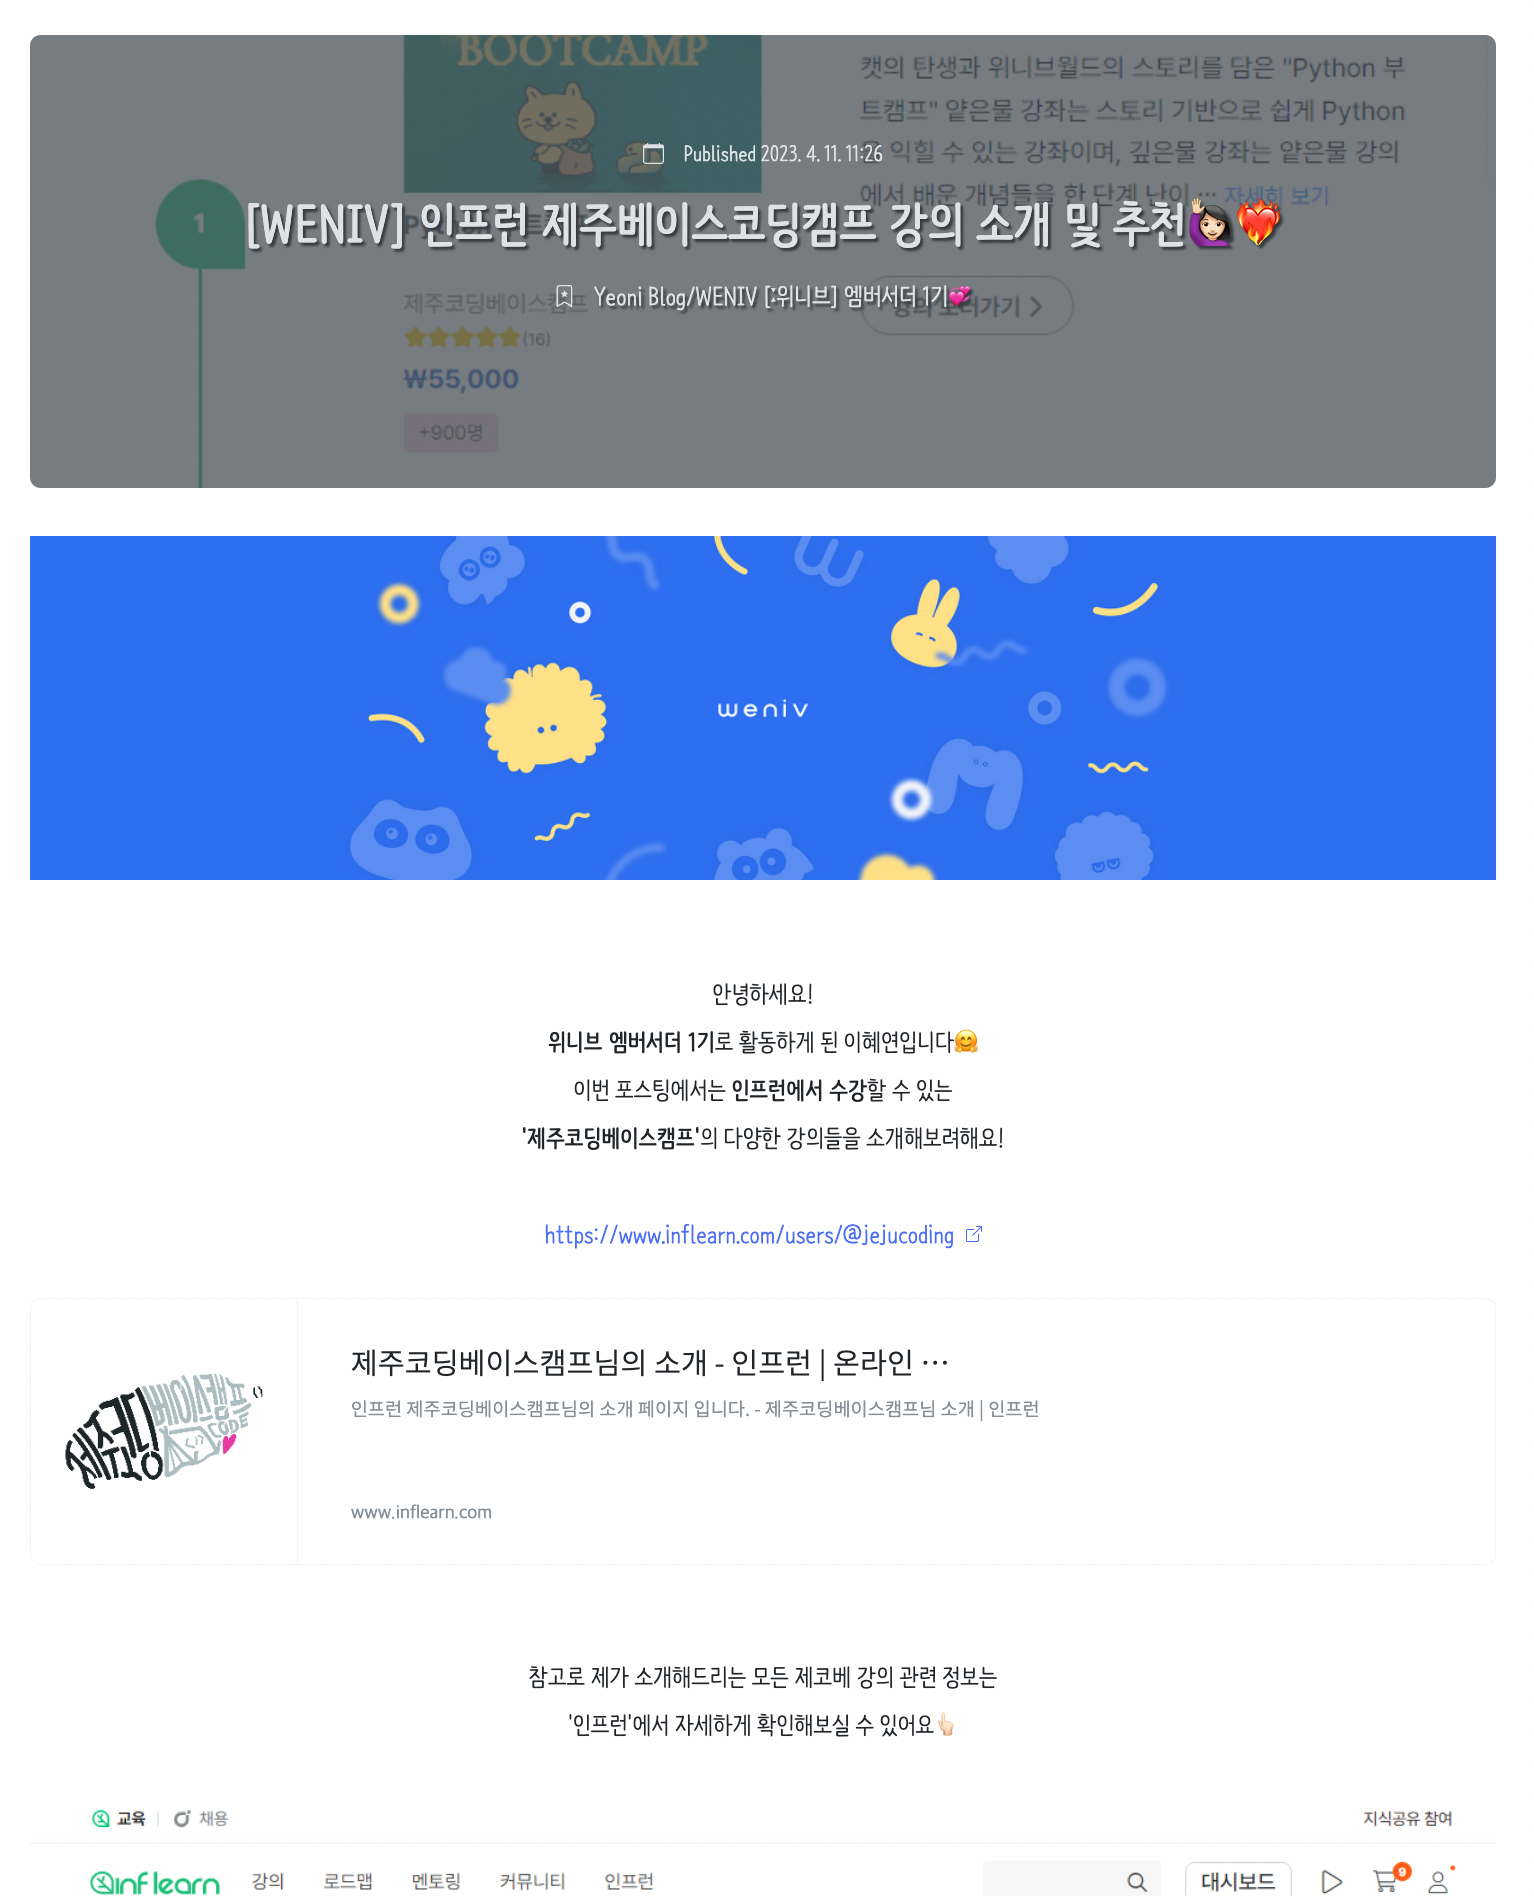 BOOTCAMP
캣의 탄생과 위니브월드의 스토리를 담은 "Python 부
트캠프" 얕은물 강좌는 스토리 기반으로 쉽게 Python
익힐 수 있는 강좌이며, 깊은물 강좌는 얕은물 강의
에서 배운 개념들을 한 단계 난이 ··· 자세히 보기
Published 2023. 4. 11. 11:26
1
[WENIV] 인프런 제주베이스코딩캠프 강의 소개 및 추천🙋🏻‍♀️❤️‍🔥
Yeoni Blog/WENIV [:위니브] 엠버서더 1기💞
제주코딩베이스캠프
(16)
₩55,000
+900명
weniv
안녕하세요!
위니브 엠버서더 1기로 활동하게 된 이혜연입니다🤗
이번 포스팅에서는 인프런에서 수강할 수 있는
'제주코딩베이스캠프'의 다양한 강의들을 소개해보려해요!
https://www.inflearn.com/users/@jejucoding
제주코딩베이스캠프
CODE
제주코딩베이스캠프님의 소개 - 인프런 | 온라인 ···
인프런 제주코딩베이스캠프님의 소개 페이지 입니다. - 제주코딩베이스캠프님 소개 | 인프런
www.inflearn.com
참고로 제가 소개해드리는 모든 제코베 강의 관련 정보는
'인프런'에서 자세하게 확인해보실 수 있어요👆🏻
교육 채용 지식공유 참여
inflearn 강의 로드맵 멘토링 커뮤니티 인프런 대시보드 9